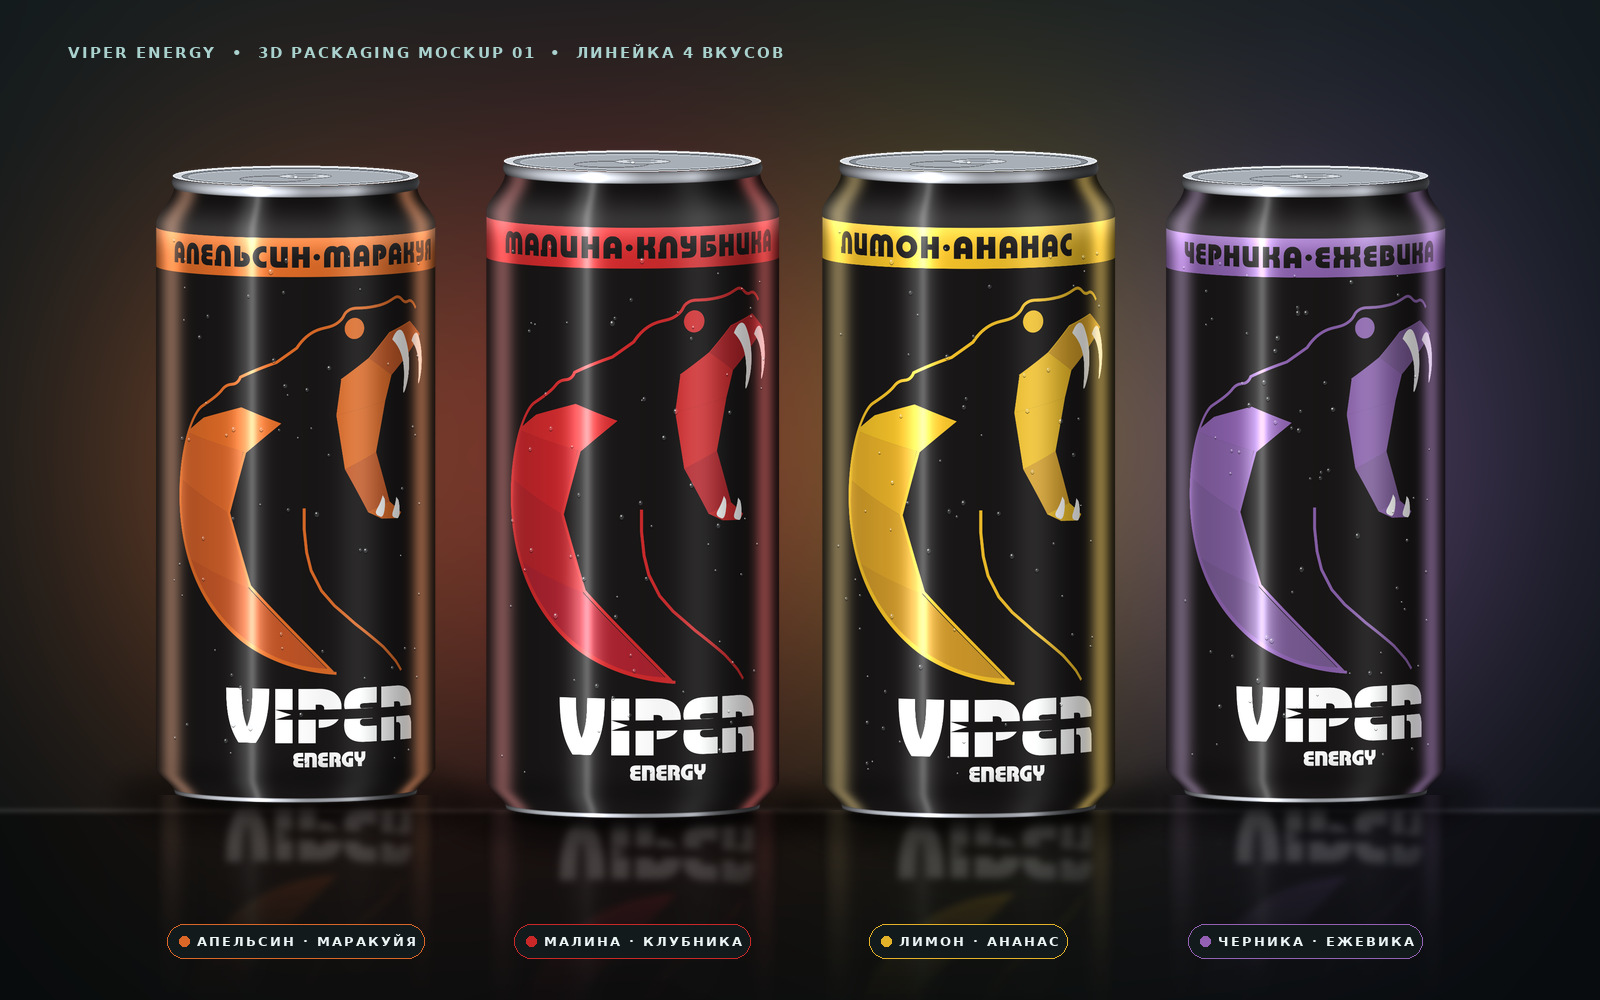 VIPER ENERGY • 3D PACKAGING MOCKUP 01 • ЛИНЕЙКА 4 ВКУСОВ
АПЕЛЬСИН·МАРАКУЯ
МАЛИНА·КЛУБНИКА
ЛИМОН·АНАНАС
ЧЕРНИКА·ЕЖЕВИКА
VIPER
ENERGY
VIPER
ENERGY
VIPER
ENERGY
VIPER
ENERGY
АПЕЛЬСИН · МАРАКУЙЯ
МАЛИНА · КЛУБНИКА
ЛИМОН · АНАНАС
ЧЕРНИКА · ЕЖЕВИКА